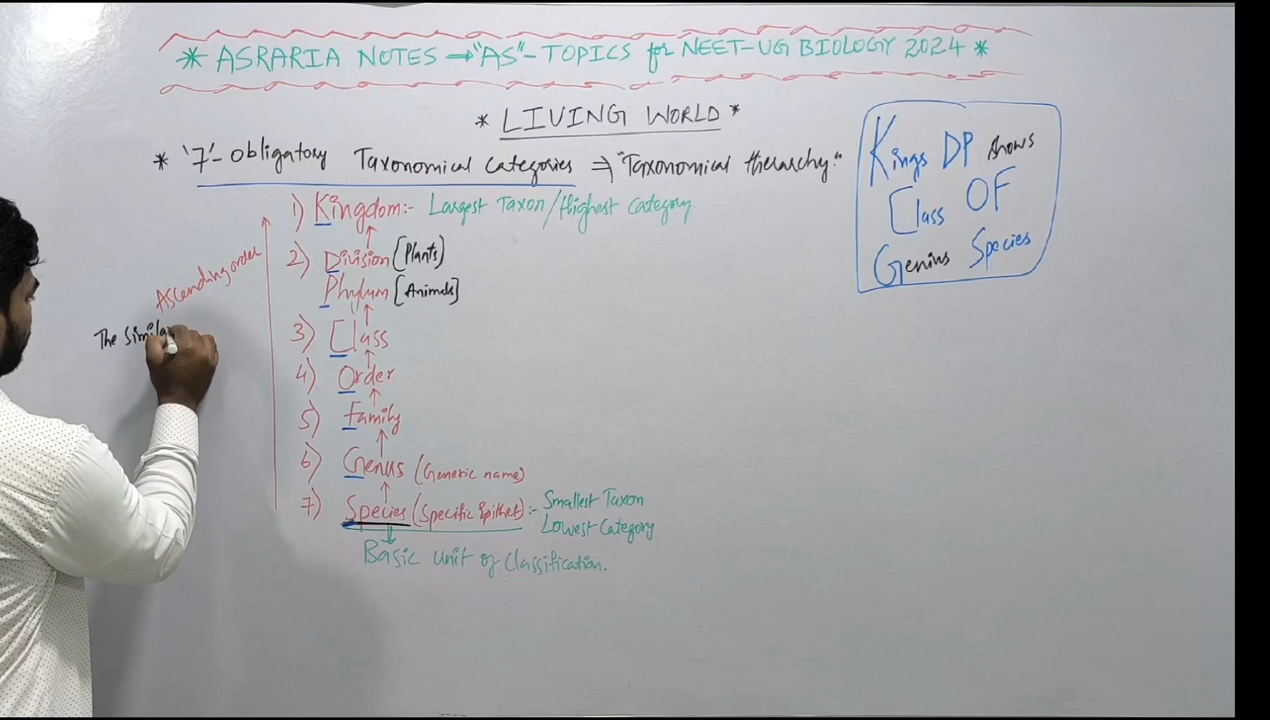 * ASRARIA NOTES → "AS"-TOPICS for NEET-UG BIOLOGY 2024 *
* LIVING WORLD *
* '7'-Obligatory Taxonomical Categories ⇒ "Taxonomical Hierarchy."
1) Kingdom:- Largest Taxon/Highest Category.
2) Division [Plants)
Phylum [Animals]
3) Class
4) Order
5) Family
6) Genus (Generic name)
7) Species (Specific Epithet) :- Smallest Taxon
Lowest Category
Basic unit of Classification.
Ascending order
The Similar
Kings DP shows
Class OF
Genius Species